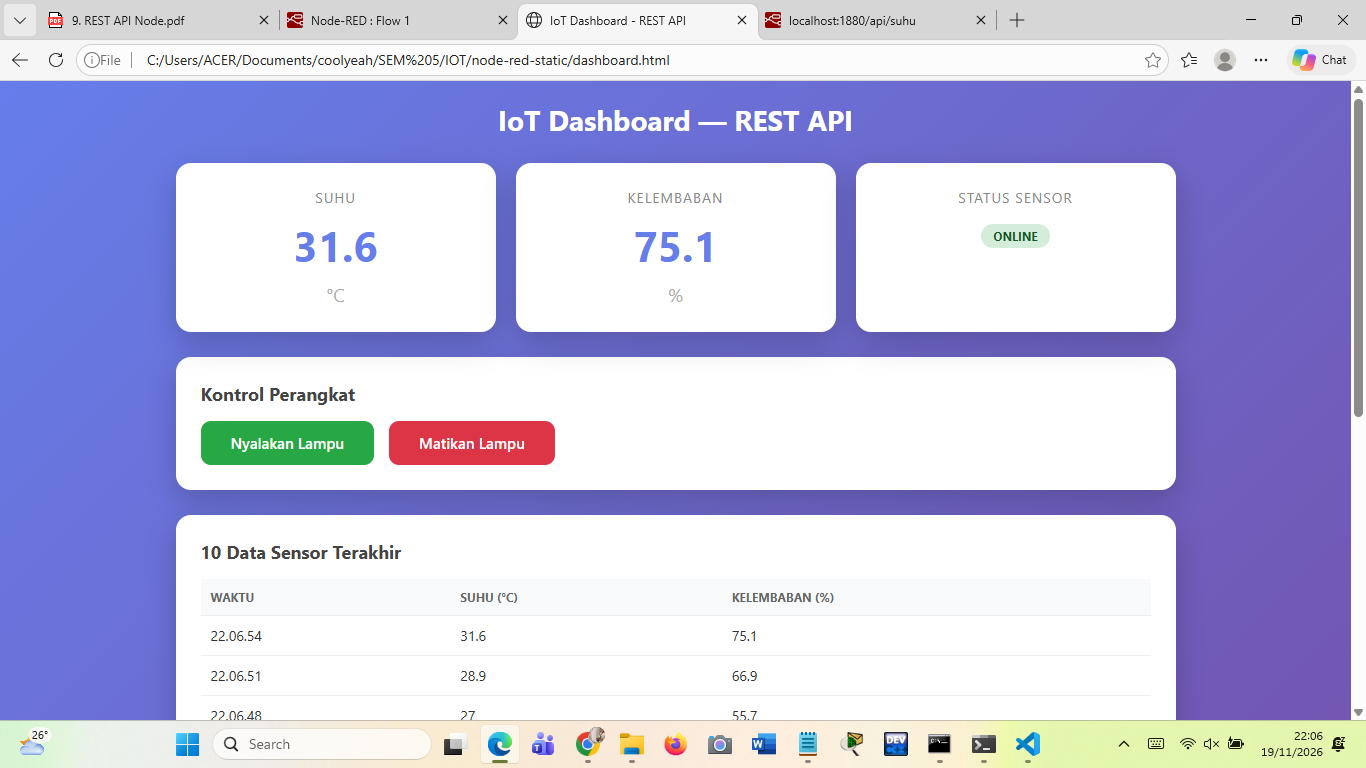 9. REST API Node.pdf
Node-RED : Flow 1
IoT Dashboard - REST API
localhost:1880/api/suhu
File
C:/Users/ACER/Documents/coolyeah/SEM%205/IOT/node-red-static/dashboard.html
Chat
IoT Dashboard — REST API
SUHU
31.6
°C
KELEMBABAN
75.1
%
STATUS SENSOR
ONLINE
Kontrol Perangkat
Nyalakan Lampu Matikan Lampu
10 Data Sensor Terakhir
WAKTU SUHU (°C) KELEMBABAN (%)
22.06.54 31.6 75.1
22.06.51 28.9 66.9
22.06.48 27 55.7
26°
Search
DEV
22:06
19/11/2026